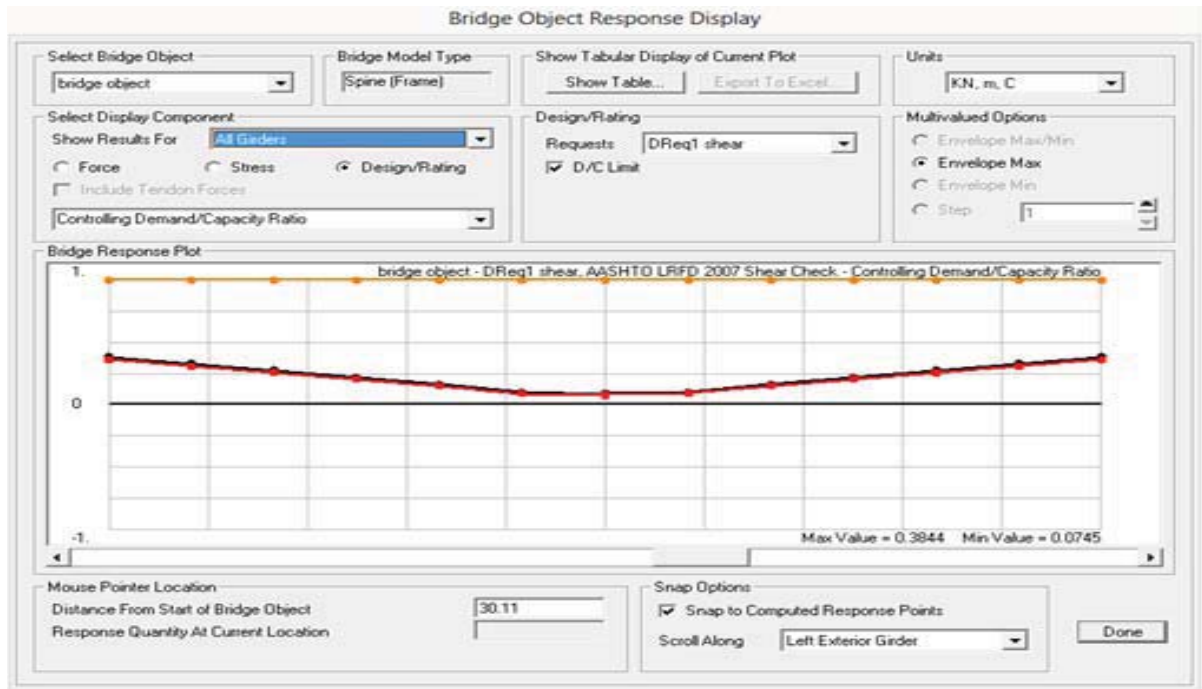 Bridge Object Response Display
Select Bridge Object
bridge object
Bridge Model Type
Spine (Frame)
Show Tabular Display of Current Plot
Show Table...
Export To Excel...
Units
KN, m, C
Select Display Component
Show Results For
All Girders
Force
Stress
Design/Rating
Include Tendon Forces
Controlling Demand/Capacity Ratio
Design/Rating
Requests
DReq1 shear
D/C Limit
Multivalued Options
Envelope Max/Min
Envelope Max
Envelope Min
Step
1
Bridge Response Plot
1.
bridge object - DReq1 shear, AASHTO LRFD 2007 Shear Check - Controlling Demand/Capacity Ratio
0
-1.
Max Value = 0.3844 Min Value = 0.0745
Mouse Pointer Location
Distance From Start of Bridge Object
30.11
Response Quantity At Current Location
Snap Options
Snap to Computed Response Points
Scroll Along
Left Exterior Girder
Done